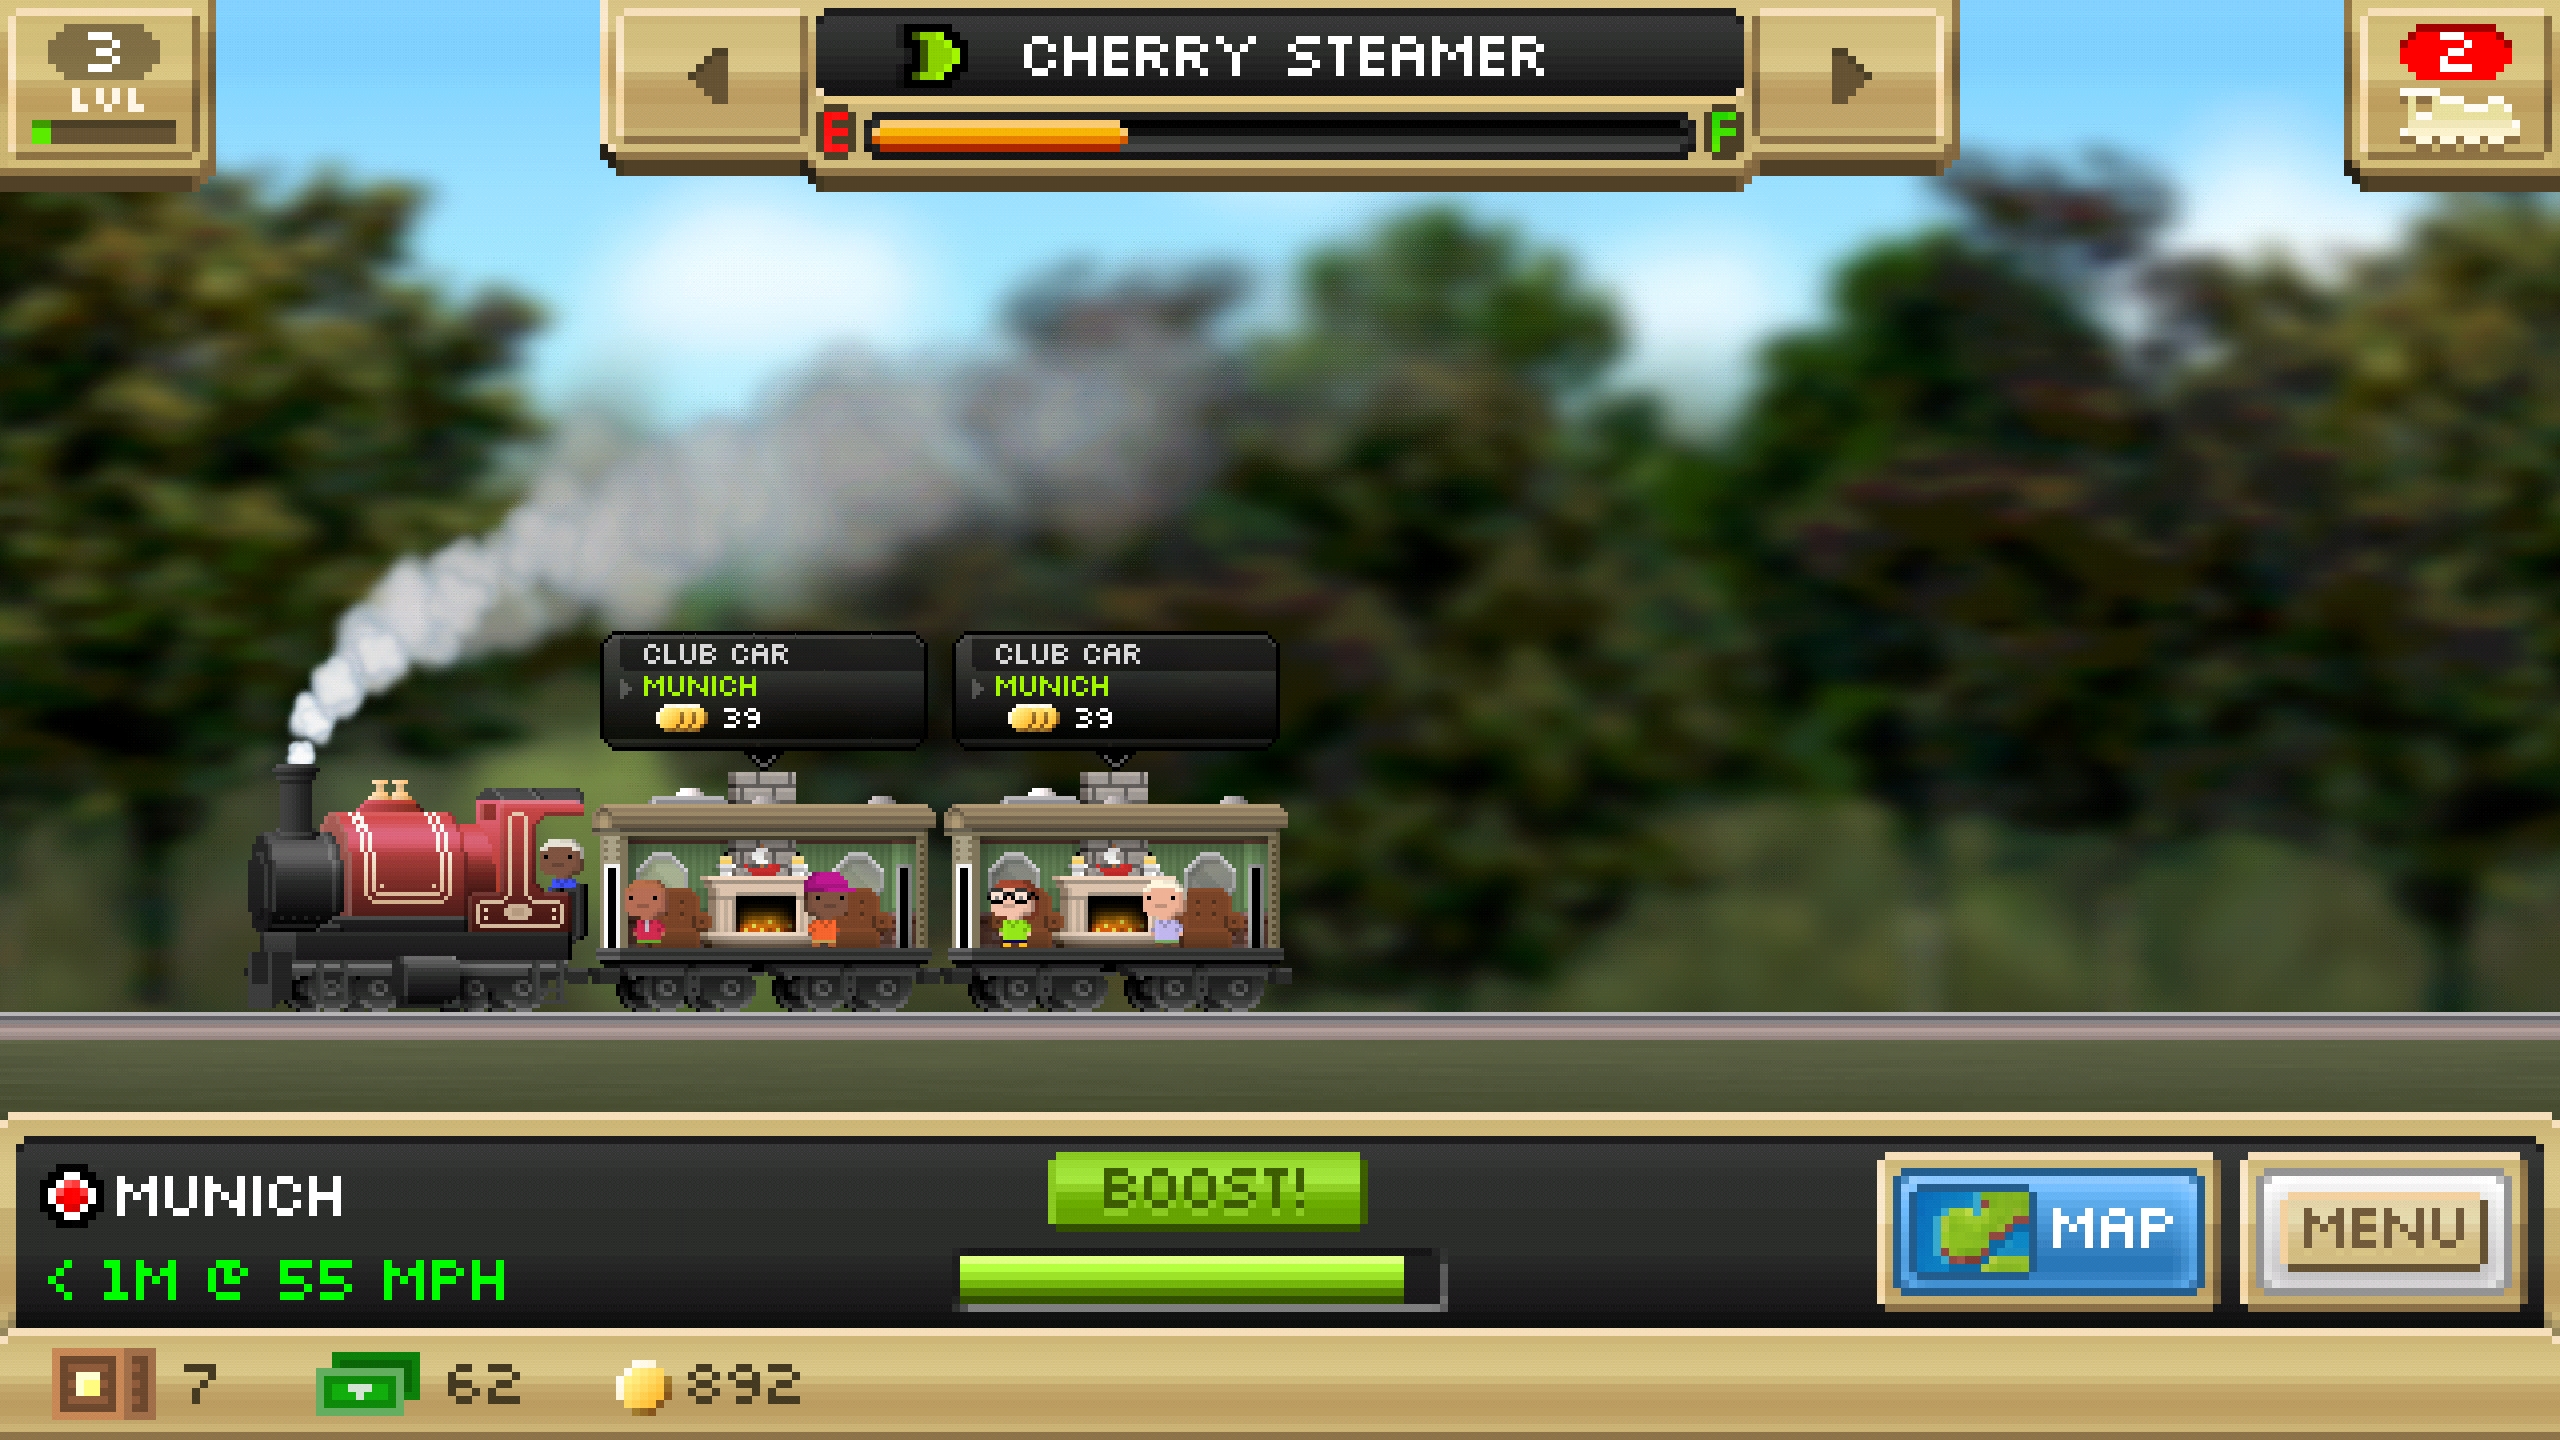 3
LVL
CHERRY STEAMER
E F
2
CLUB CAR
MUNICH
39
CLUB CAR
MUNICH
39
MUNICH
< 1M @ 55 MPH
BOOST!
MAP
MENU
7
62
892